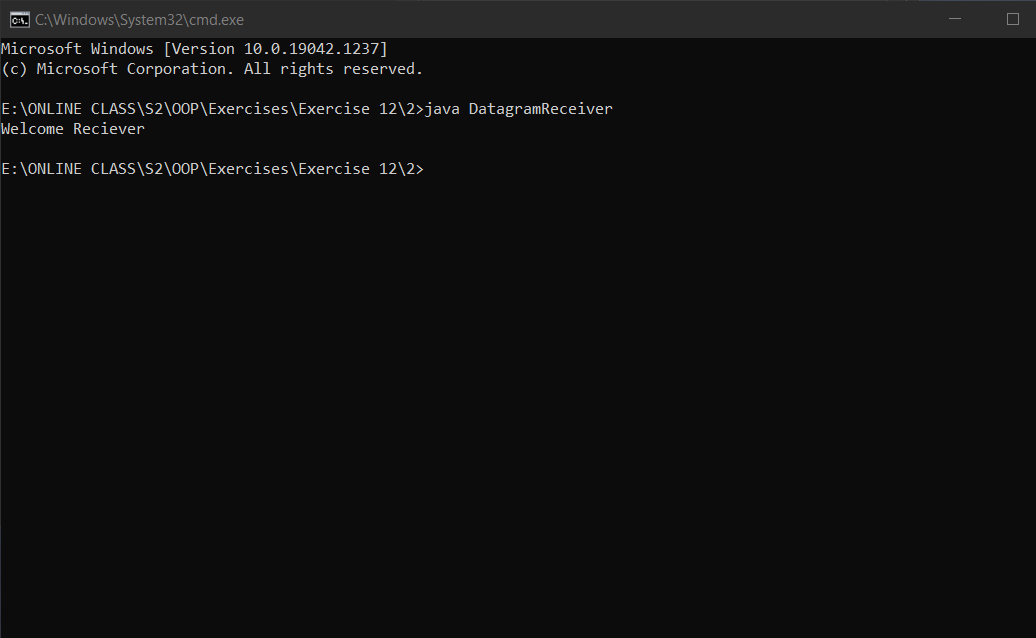 C:\Windows\System32\cmd.exe
Microsoft Windows [Version 10.0.19042.1237]
(c) Microsoft Corporation. All rights reserved.
E:\ONLINE CLASS\S2\OOP\Exercises\Exercise 12\2>java DatagramReceiver
Welcome Reciever
E:\ONLINE CLASS\S2\OOP\Exercises\Exercise 12\2>